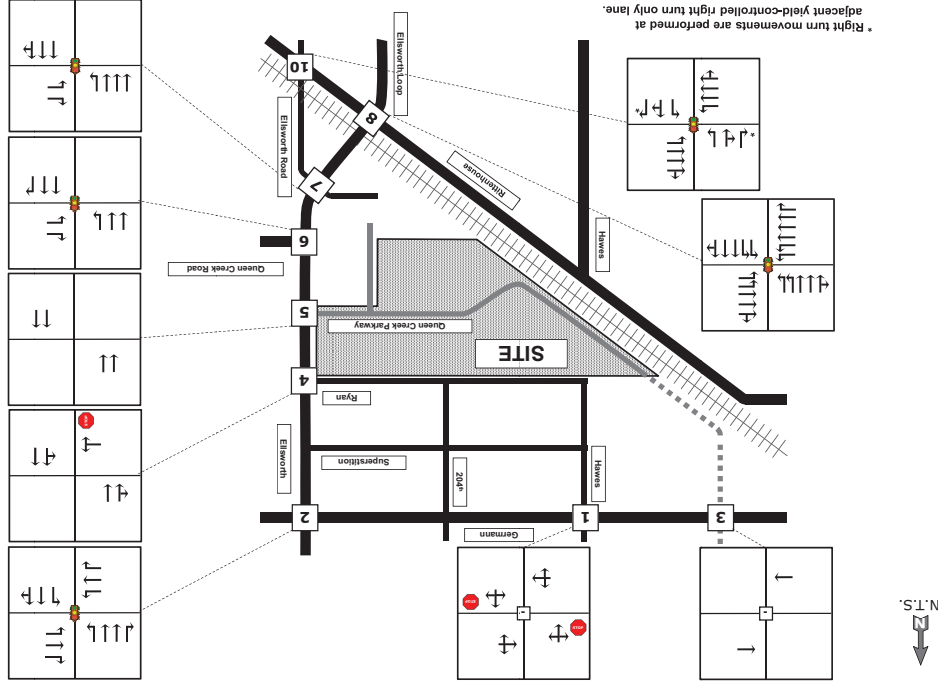 N
N.T.S.
STOP
STOP
Germann
3
1
2
Hawes
204th
Superstition
Ellsworth
STOP
Ryan
4
SITE
Queen Creek Parkway
5
Queen Creek Road
6
Hawes
7
Rittenhouse
Ellsworth Road
8
Ellsworth Loop
10
*
*
* Right turn movements are performed at
adjacent yield-controlled right turn only lane.